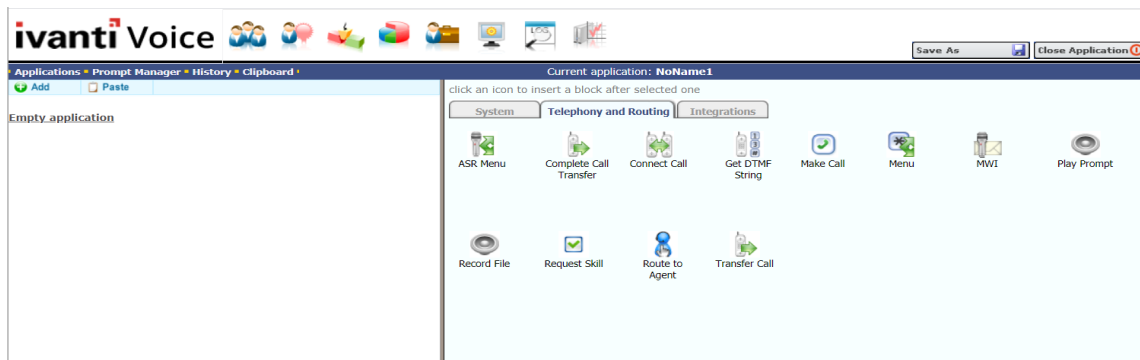 ivanti Voice
Save As
Close Application
Applications Prompt Manager History Clipboard
Current application: NoName1
Add Paste
click an icon to insert a block after selected one
System Telephony and Routing Integrations
Empty application
ASR Menu
Complete Call
Transfer
Connect Call
Get DTMF
String
Make Call
Menu
MWI
Play Prompt
Record File
Request Skill
Route to
Agent
Transfer Call